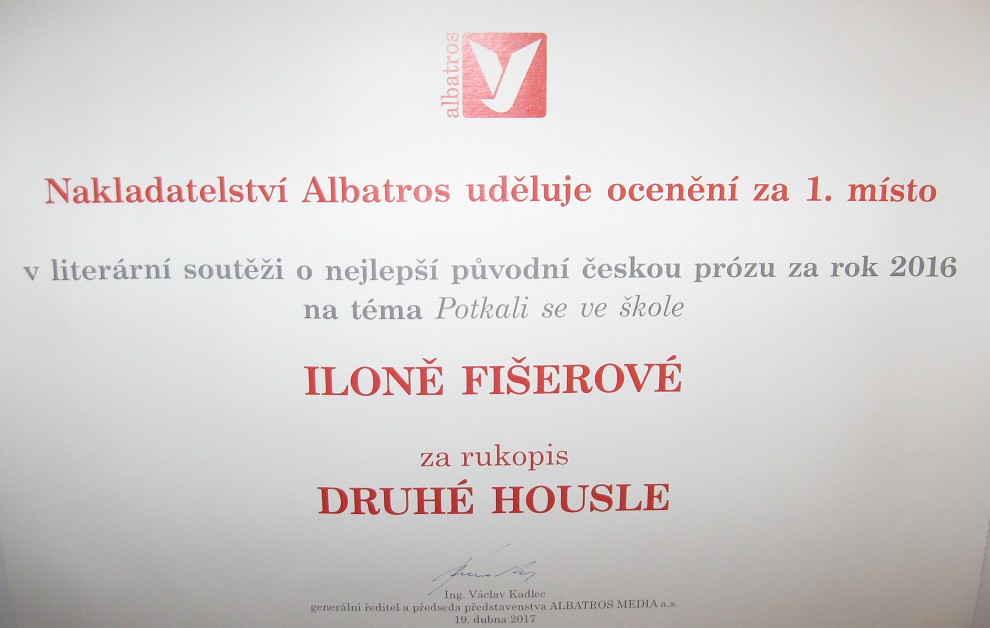 albatros
Nakladatelství Albatros uděluje ocenění za 1. místo
v literární soutěži o nejlepší původní českou prózu za rok 2016
na téma Potkali se ve škole
ILONĚ FIŠEROVÉ
za rukopis
DRUHÉ HOUSLE
Ing. Václav Kadlec
generální ředitel a předseda představenstva ALBATROS MEDIA a.s.
19. dubna 2017